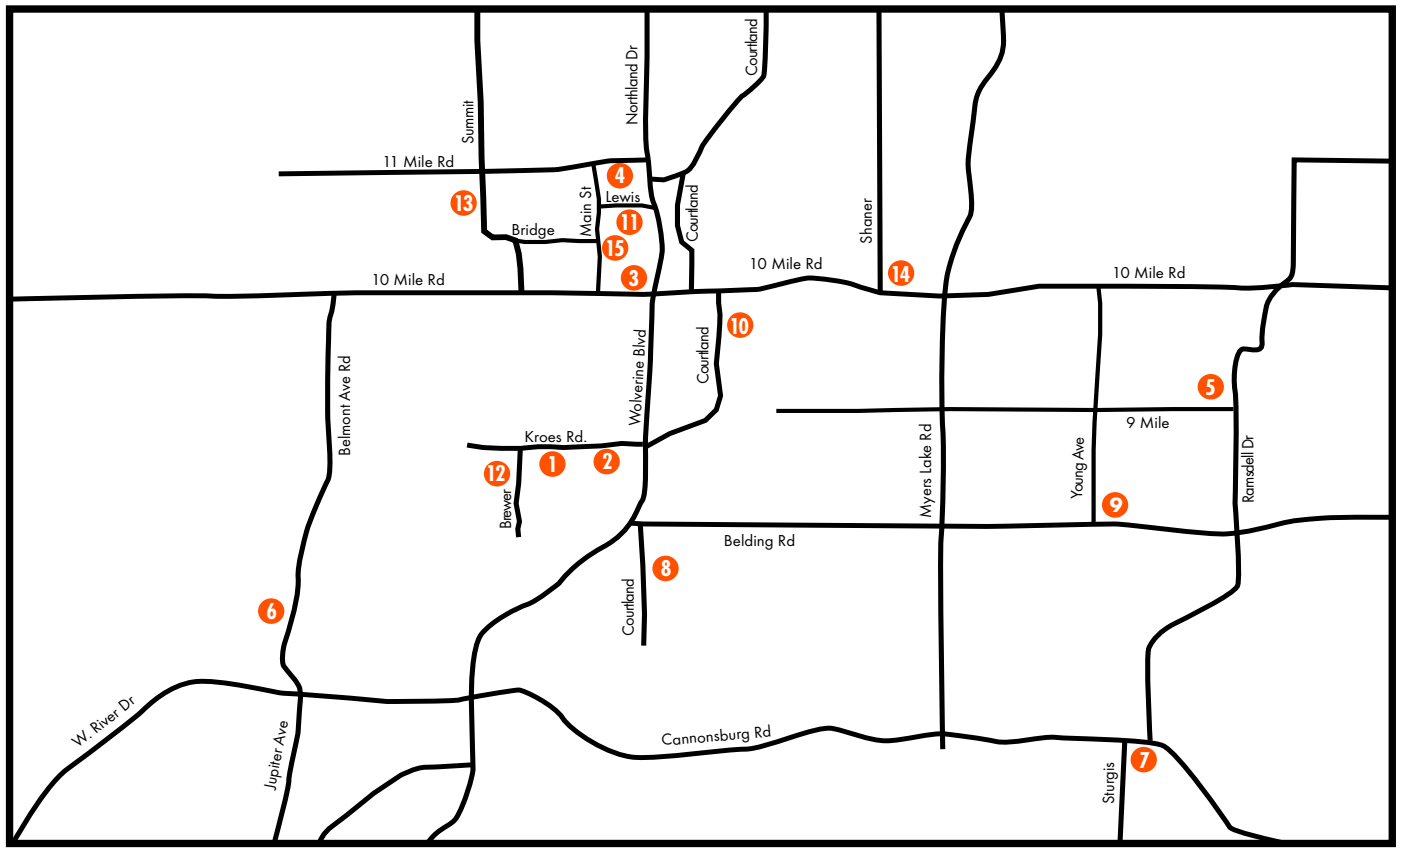 Courtland
Northland Dr
Summit
11 Mile Rd
4
13
Main St
Lewis
Courtland
Shaner
11
Bridge
15
10 Mile Rd
14
10 Mile Rd
10 Mile Rd
3
10
Wolverine Blvd
Courtland
Belmont Ave Rd
5
9 Mile
Kroes Rd.
12
1
2
Myers Lake Rd
Young Ave
Ramsdell Dr
Brewer
9
Belding Rd
8
Courtland
6
W. River Dr
Jupiter Ave
Cannonsburg Rd
7
Sturgis